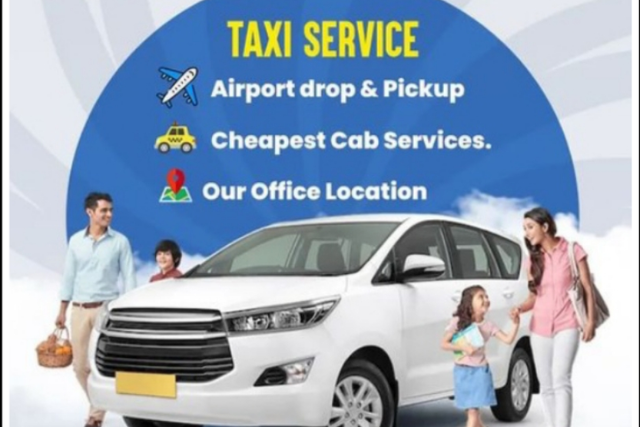 TAXI SERVICE
Airport drop & Pickup
Cheapest Cab Services.
Our Office Location